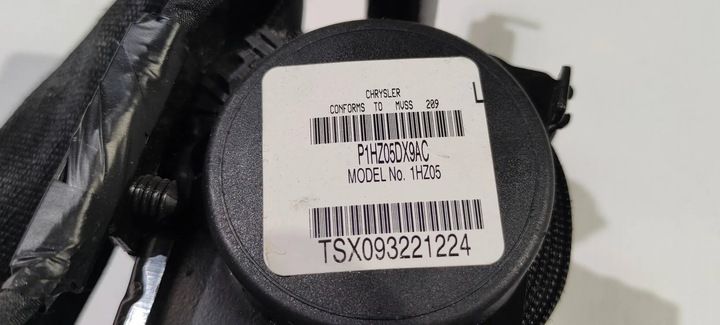 CHRYSLER
CONFORMS TO MVSS 209
L
P1HZ05DX9AC
MODEL No. 1HZ05
TSX093221224